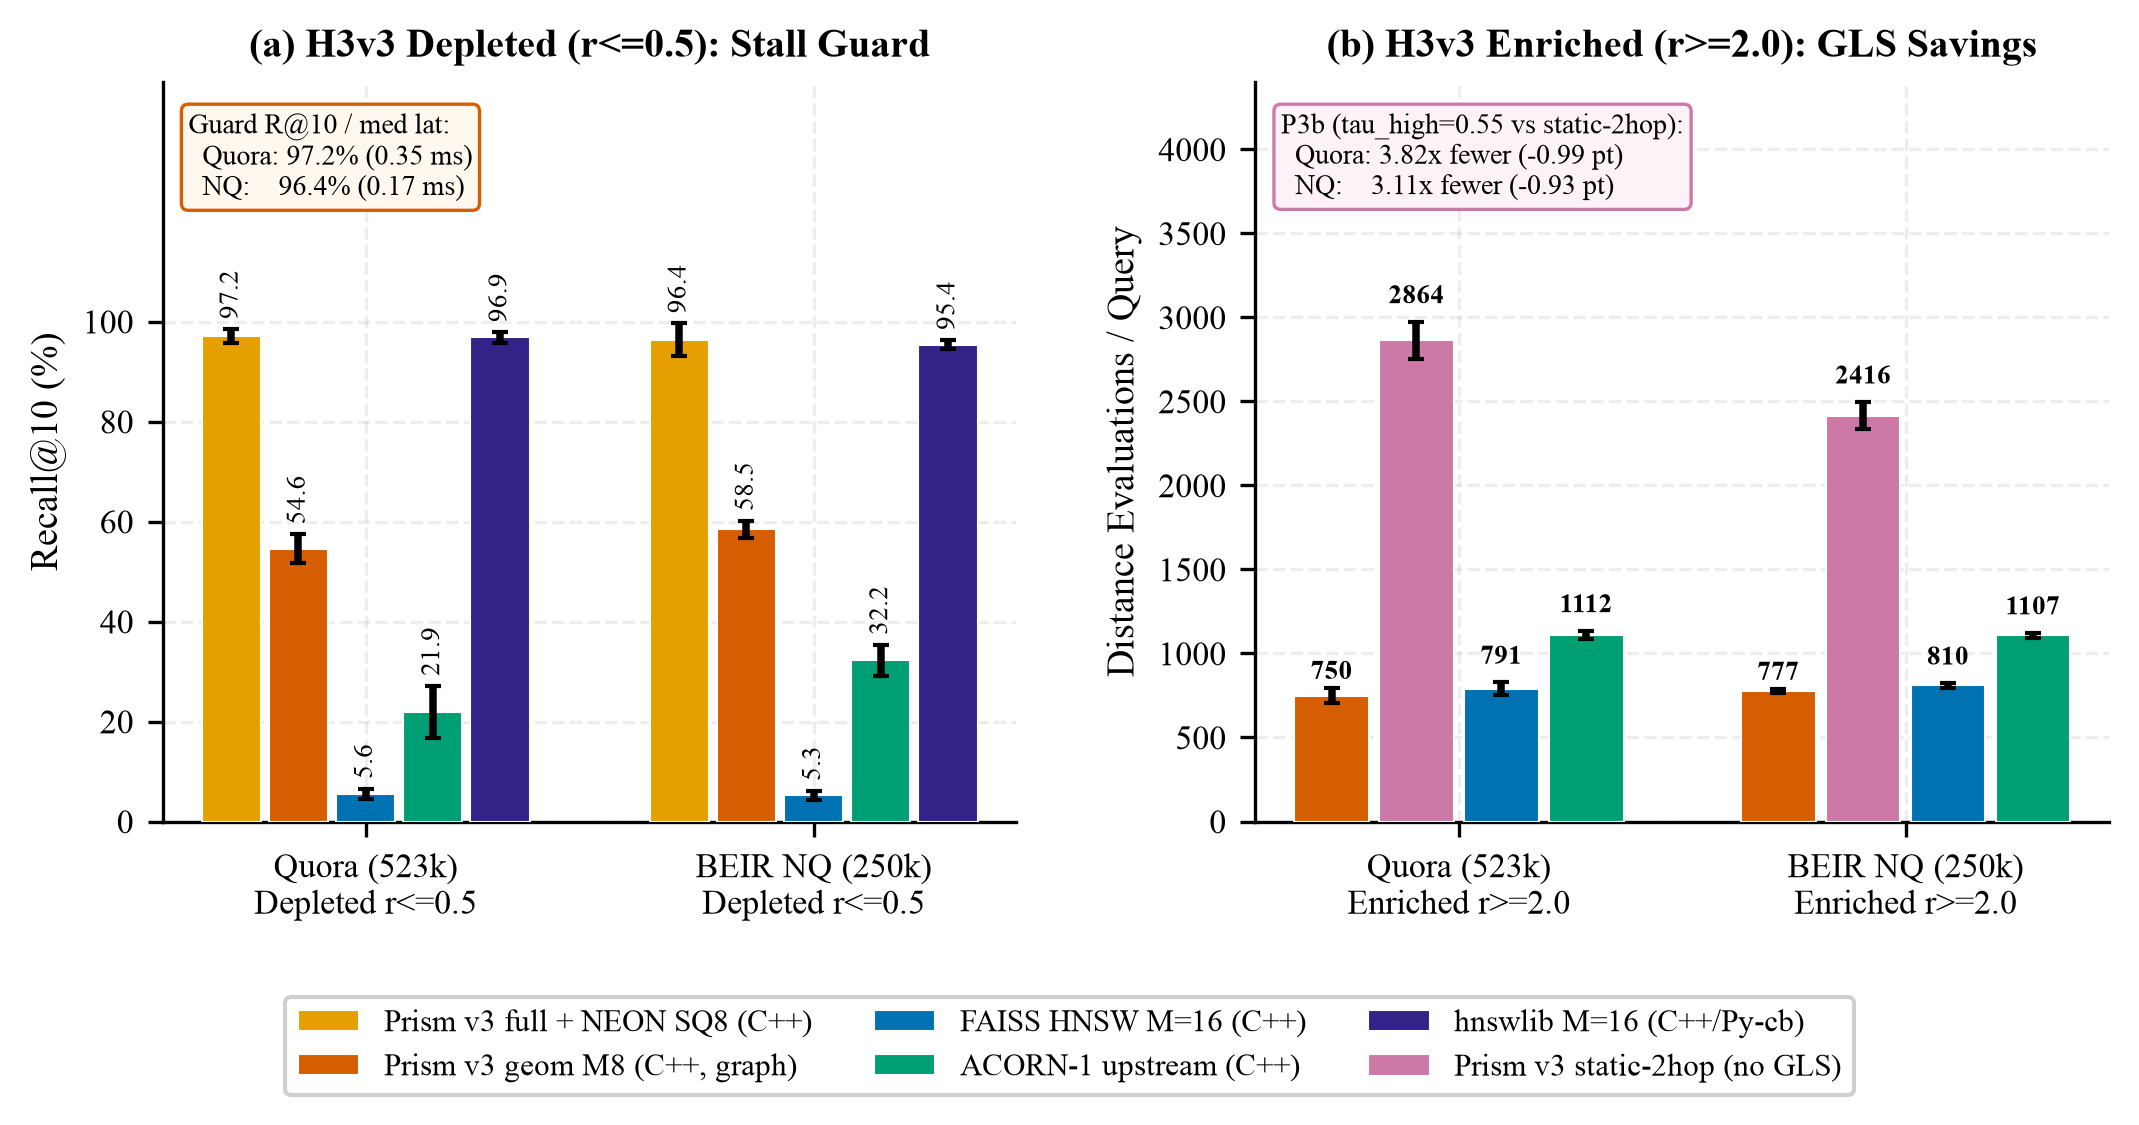 (a) H3v3 Depleted (r<=0.5): Stall Guard
Guard R@10 / med lat:
Quora: 97.2% (0.35 ms)
NQ: 96.4% (0.17 ms)
Recall@10 (%)
100
80
60
40
20
0
97.2
54.6
5.6
21.9
96.9
96.4
58.5
5.3
32.2
95.4
Quora (523k)
Depleted r<=0.5
BEIR NQ (250k)
Depleted r<=0.5
(b) H3v3 Enriched (r>=2.0): GLS Savings
P3b (tau_high=0.55 vs static-2hop):
Quora: 3.82x fewer (-0.99 pt)
NQ: 3.11x fewer (-0.93 pt)
Distance Evaluations / Query
4000
3500
3000
2500
2000
1500
1000
500
0
750
2864
791
1112
777
2416
810
1107
Quora (523k)
Enriched r>=2.0
BEIR NQ (250k)
Enriched r>=2.0
Prism v3 full + NEON SQ8 (C++)
Prism v3 geom M8 (C++, graph)
FAISS HNSW M=16 (C++)
ACORN-1 upstream (C++)
hnswlib M=16 (C++/Py-cb)
Prism v3 static-2hop (no GLS)